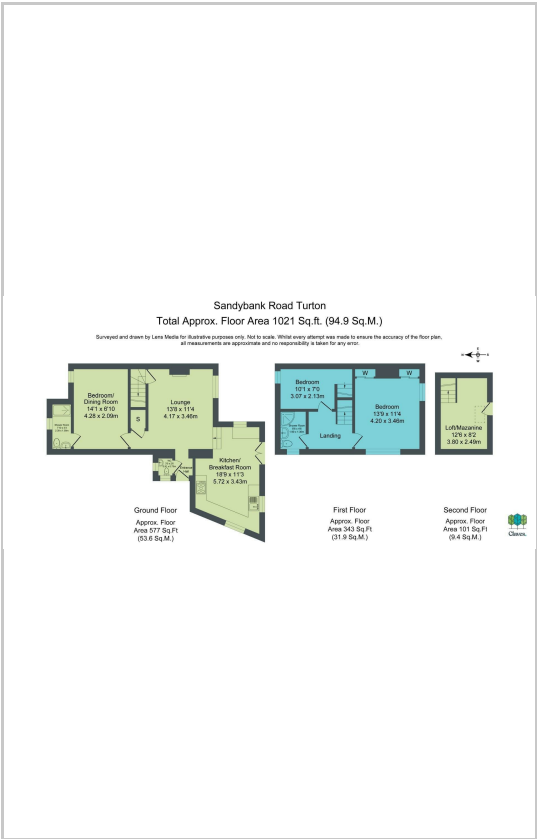 Sandybank Road Turton
Total Approx. Floor Area 1021 Sq.ft. (94.9 Sq.M.)
Surveyed and drawn by Lens Media for illustrative purposes only. Not to scale. Whilst every attempt was made to ensure the accuracy of the floor plan,
all measurements are approximate and no responsibility is taken for any error.
Bedroom/
Dining Room
14'1 x 6'10
4.28 x 2.09M
S
Lounge
13'8 x 11'4
4.17 x 3.46M
Kitchen/
Breakfast Room
18'9 x 11'3
5.72 x 3.43M
Ground Floor
Approx. Floor
Area 577 Sq.Ft
(53.6 Sq.M.)
Bedroom
10'1 x 7'0
3.07 x 2.13M
W
W
Bedroom
13'9 x 11'4
4.20 x 3.46M
Landing
First Floor
Approx. Floor
Area 343 Sq.Ft
(31.9 Sq.M.)
Loft/Mazanine
12'6 x 8'2
3.80 x 2.49M
Second Floor
Approx. Floor
Area 101 Sq.Ft
(9.4 Sq.M.)